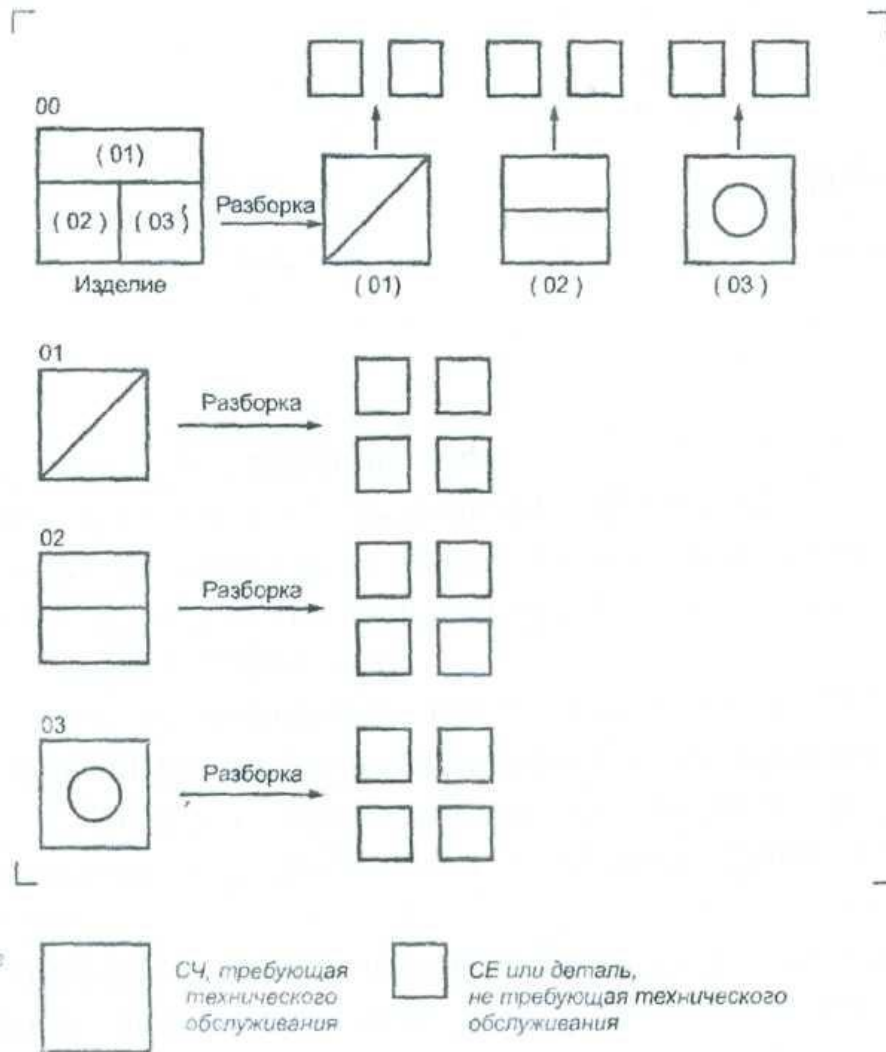 00
( 01)
( 02 ) ( 03 )
Разборка
Изделие
( 01) ( 02 ) ( 03 )
01
Разборка
02
Разборка
03
Разборка
СЧ, требующая
технического
обслуживания
СЕ или деталь,
не требующая технического
обслуживания